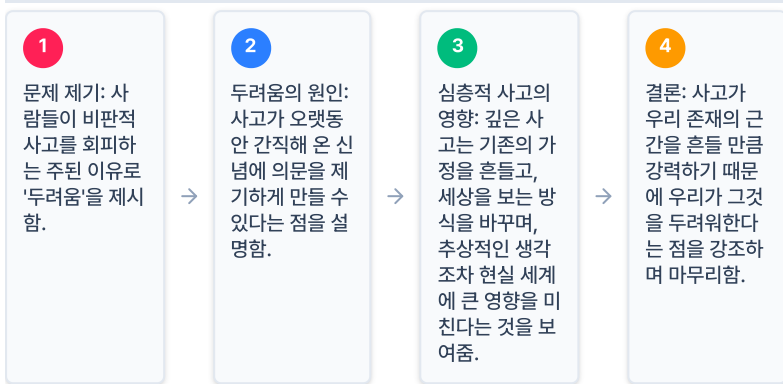 1
문제 제기: 사
람들이 비판적
사고를 회피하
는 주된 이유로
'두려움'을 제시
함.
2
두려움의 원인:
사고가 오랫동
안 간직해 온 신
념에 의문을 제
기하게 만들 수
있다는 점을 설
명함.
3
심층적 사고의
영향: 깊은 사
고는 기존의 가
정을 흔들고,
세상을 보는 방
식을 바꾸며,
추상적인 생각
조차 현실 세계
에 큰 영향을 미
친다는 것을 보
여줌.
4
결론: 사고가
우리 존재의 근
간을 흔들 만큼
강력하기 때문
에 우리가 그것
을 두려워한다
는 점을 강조하
며 마무리함.